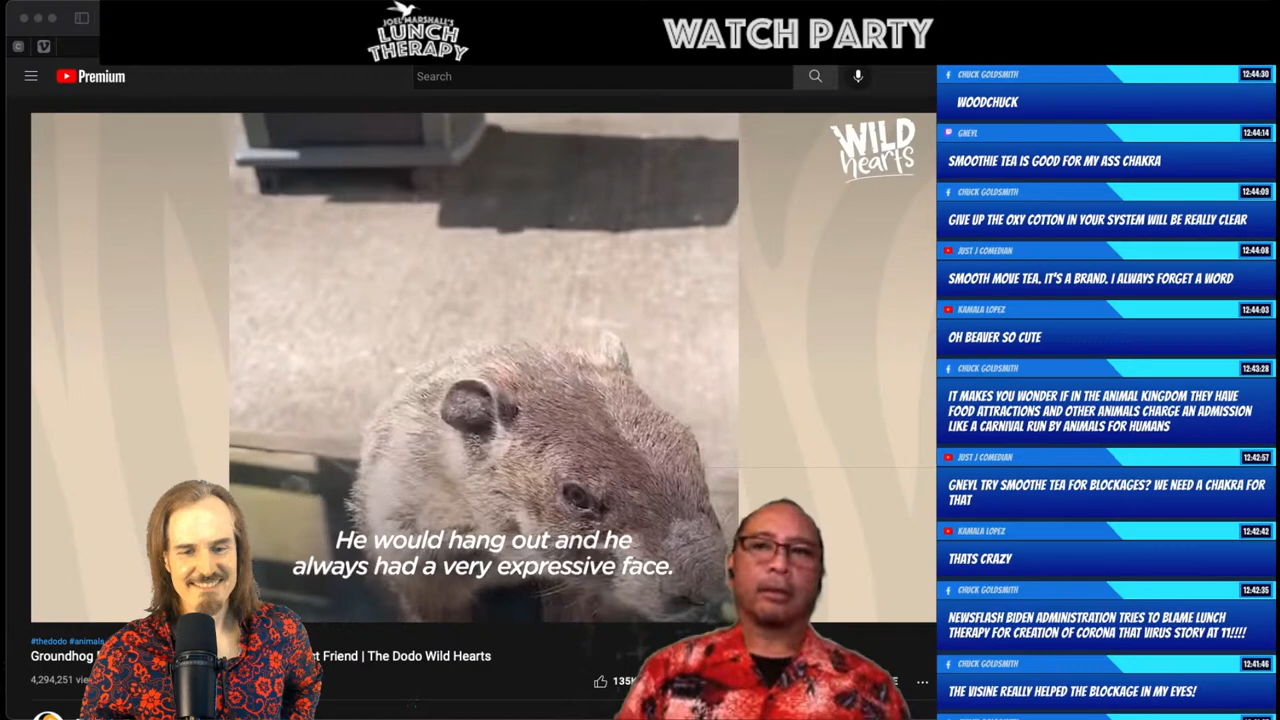 JOEL MARSHALL'S
LUNCH
THERAPY
WATCH PARTY
Premium
Search
WILD
hearts
He would hang out and he
always had a very expressive face.
#thedodo #animals
Groundhog
t Friend | The Dodo Wild Hearts
4,294,251
135K
CHUCK GOLDSMITH 12:44:30
WOODCHUCK
GNEYL 12:44:14
SMOOTHIE TEA IS GOOD FOR MY ASS CHAKRA
CHUCK GOLDSMITH 12:44:09
GIVE UP THE OXY COTTON IN YOUR SYSTEM WILL BE REALLY CLEAR
JUST J COMEDIAN 12:44:08
SMOOTH MOVE TEA. IT'S A BRAND. I ALWAYS FORGET A WORD
KAMALA LOPEZ 12:44:03
OH BEAVER SO CUTE
CHUCK GOLDSMITH 12:43:28
IT MAKES YOU WONDER IF IN THE ANIMAL KINGDOM THEY HAVE
FOOD ATTRACTIONS AND OTHER ANIMALS CHARGE AN ADMISSION
LIKE A CARNIVAL RUN BY ANIMALS FOR HUMANS
JUST J COMEDIAN 12:42:57
GNEYL TRY SMOOTHE TEA FOR BLOCKAGES? WE NEED A CHAKRA FOR
THAT
KAMALA LOPEZ 12:42:42
THATS CRAZY
CHUCK GOLDSMITH 12:42:35
NEWSFLASH BIDEN ADMINISTRATION TRIES TO BLAME LUNCH
THERAPY FOR CREATION OF CORONA THAT VIRUS STORY AT 11!!!!
CHUCK GOLDSMITH 12:41:46
THE VISINE REALLY HELPED THE BLOCKAGE IN MY EYES!